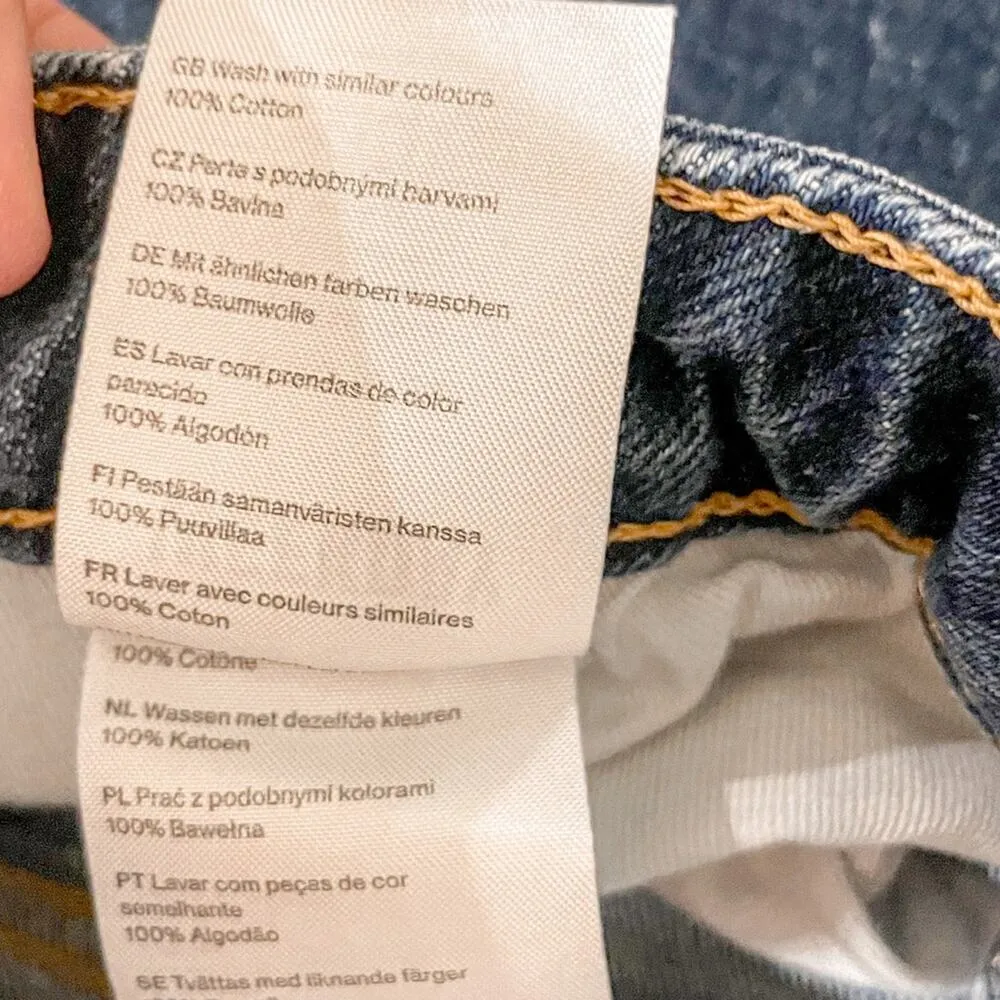 GB Wash with similar colours
100% Cotton
CZ Perte s podobnými barvami
100% Bavlna
DE Mit ähnlichen farben waschen
100% Baumwolle
ES Lavar con prendas de color
parecido
100% Algodón
FI Pestään samanväristen kanssa
100% Puuvillaa
FR Laver avec couleurs similaires
100% Coton
100% Cotone
NL Wassen met dezelfde kleuren
100% Katoen
PL Prać z podobnymi kolorami
100% Bawełna
PT Lavar com peças de cor
semelhante
100% Algodão
SE Tvättas med liknande färger